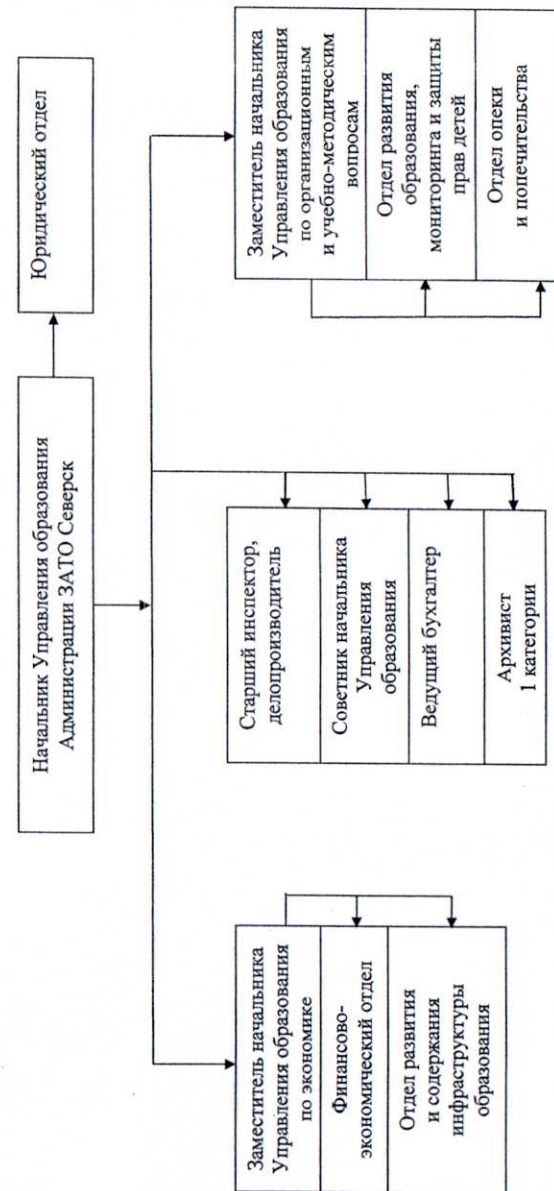 Начальник Управления образования
Администрации ЗАТО Северск
Юридический отдел
Заместитель начальника
Управления образования
по экономике
Финансово-
экономический отдел
Отдел развития
и содержания
инфраструктуры
образования
Старший инспектор,
делопроизводитель
Советник начальника
Управления
образования
Ведущий бухгалтер
Архивист
1 категории
Заместитель начальника
Управления образования
по организационным
и учебно-методическим
вопросам
Отдел развития
образования,
мониторинга и защиты
прав детей
Отдел опеки
и попечительства